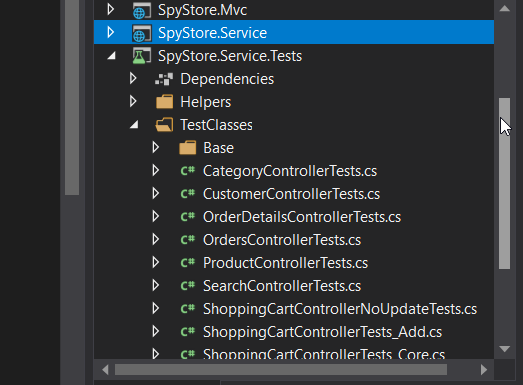 SpyStore.Mvc
SpyStore.Service
SpyStore.Service.Tests
Dependencies
Helpers
TestClasses
Base
C# CategoryControllerTests.cs
C# CustomerControllerTests.cs
C# OrderDetailsControllerTests.cs
C# OrdersControllerTests.cs
C# ProductControllerTests.cs
C# SearchControllerTests.cs
C# ShoppingCartControllerNoUpdateTests.cs
C# ShoppingCartControllerTests_Add.cs
C# ShoppingCartControllerTests_Core.cs